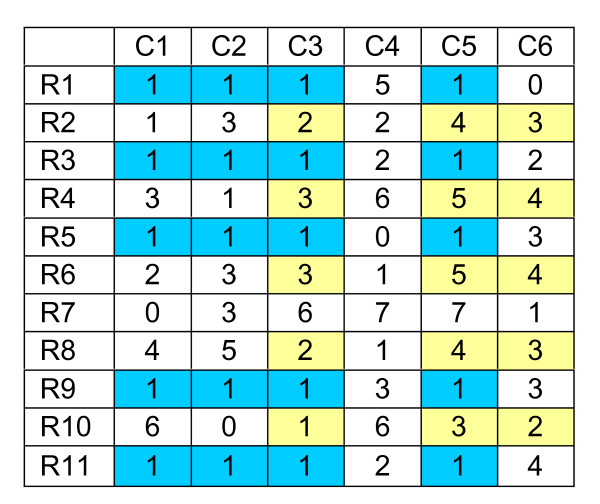 C1 C2 C3 C4 C5 C6
R1 1 1 1 5 1 0
R2 1 3 2 2 4 3
R3 1 1 1 2 1 2
R4 3 1 3 6 5 4
R5 1 1 1 0 1 3
R6 2 3 3 1 5 4
R7 0 3 6 7 7 1
R8 4 5 2 1 4 3
R9 1 1 1 3 1 3
R10 6 0 1 6 3 2
R11 1 1 1 2 1 4